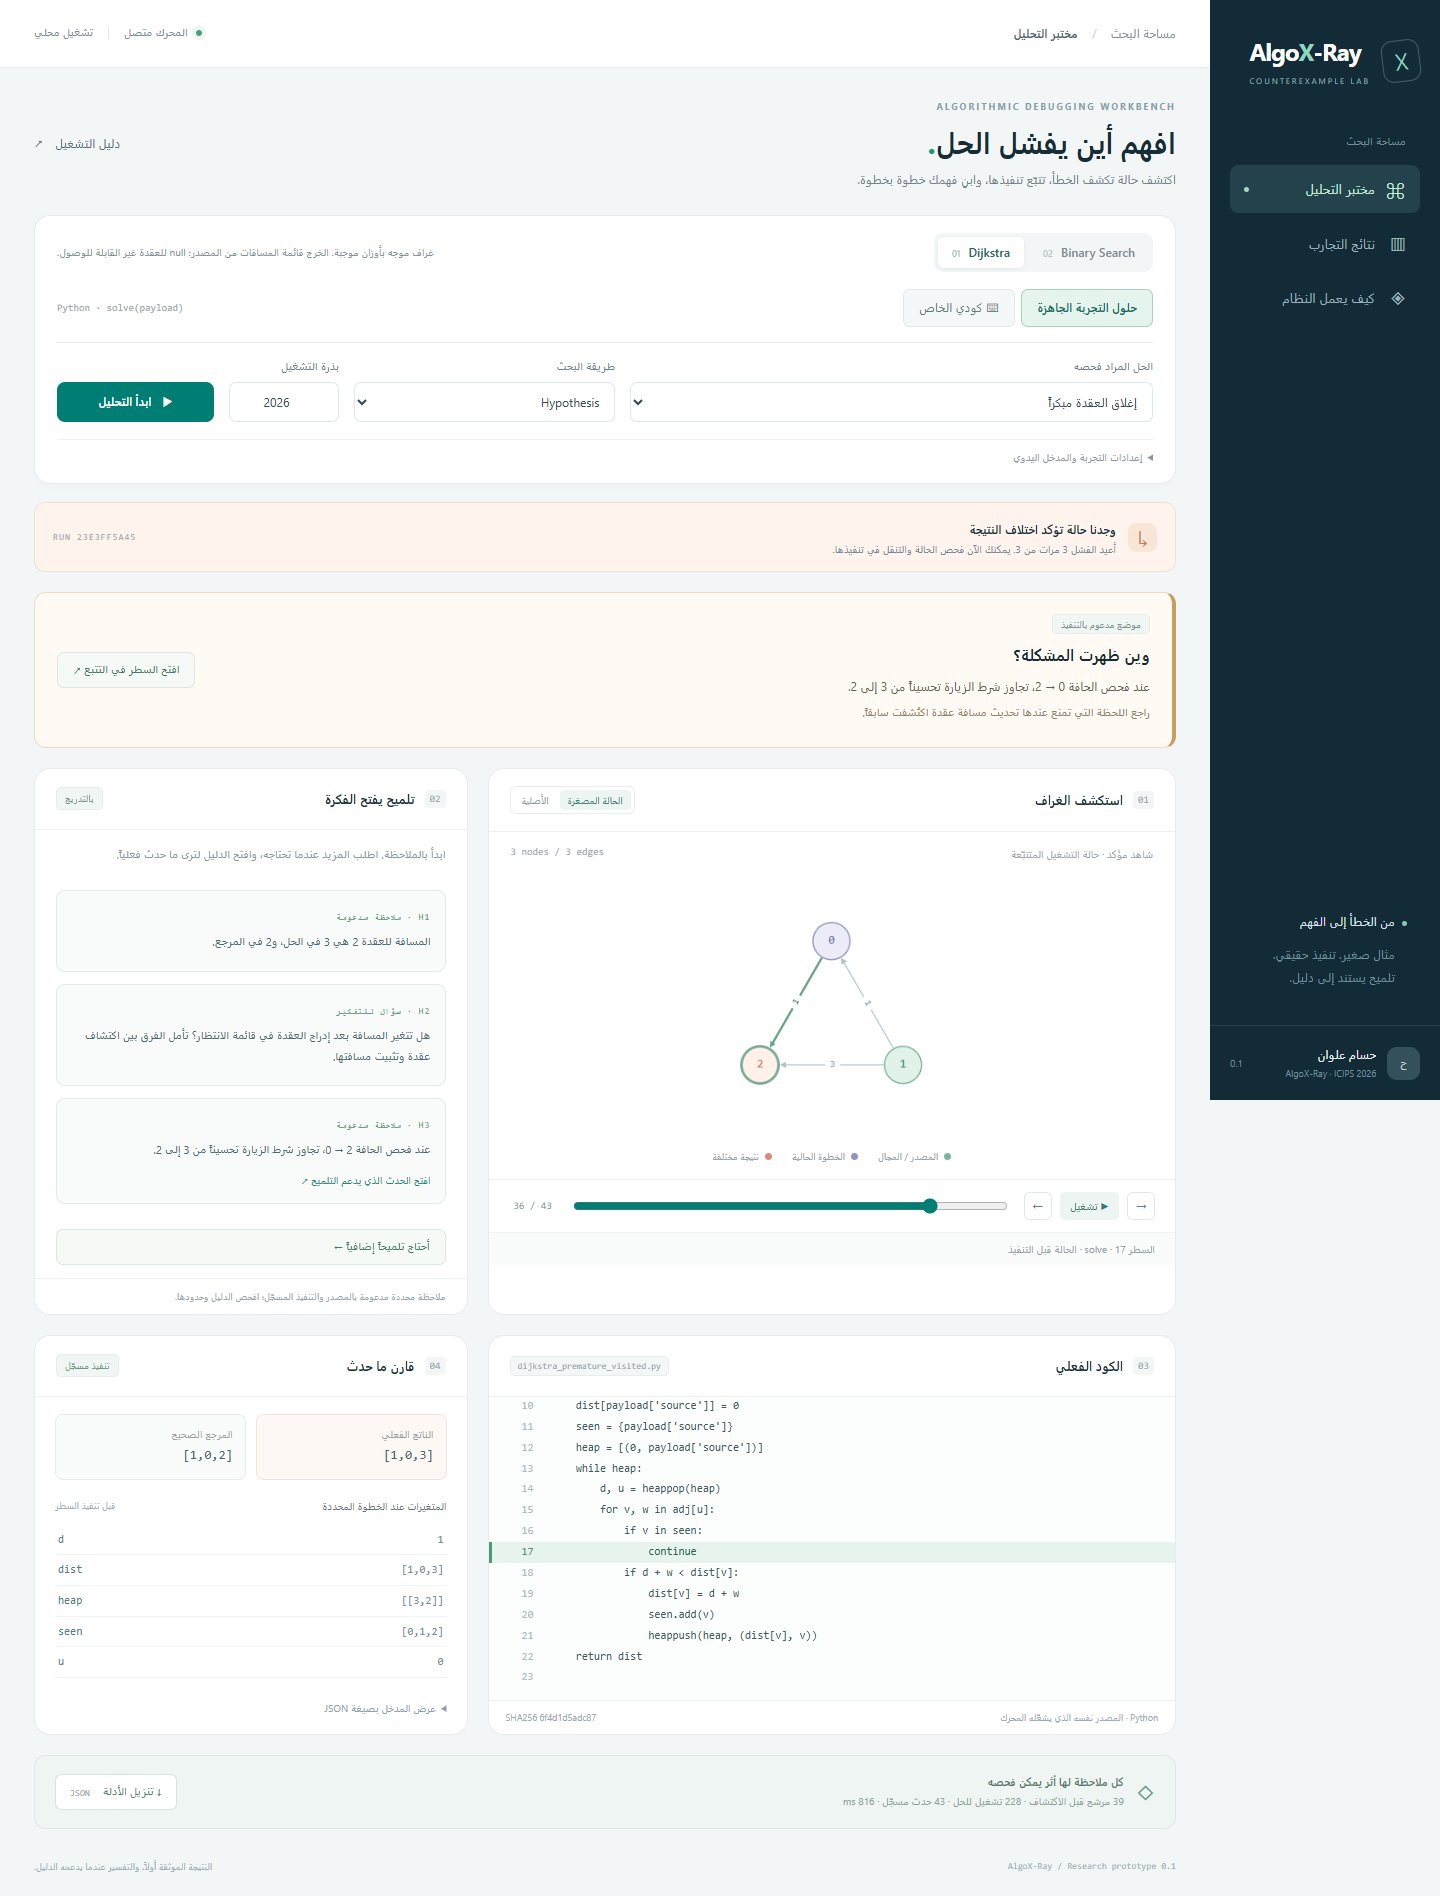 AlgoX-Ray
COUNTEREXAMPLE LAB
مساحة البحث
مختبر التحليل
نتائج التجارب
كيف يعمل النظام
من الخطأ إلى الفهم
مثال صغير. تنفيذ حقيقي.
تلميح يستند إلى دليل.
حسام علوان
AlgoX-Ray · ICIPS 2026
0.1
مساحة البحث / مختبر التحليل
المحرك متصل
تشغيل محلي
ALGORITHMIC DEBUGGING WORKBENCH
افهم أين يفشل الحل.
اكتشف حالة تكشف الخطأ، تتبّع تنفيذها، وابنِ فهمك خطوة بخطوة.
دليل التشغيل ↗
01 Dijkstra
02 Binary Search
غراف موجه بأوزان موجبة. الخرج قائمة المسافات من المصدر؛ null للعقدة غير القابلة للوصول.
حلول التجربة الجاهزة
كودي الخاص
Python · solve(payload)
الحل المراد فحصه
طريقة البحث
بذرة التشغيل
إغلاق العقدة مبكراً
Hypothesis
2026
ابدأ التحليل
إعدادات التجربة والمدخل اليدوي
وجدنا حالة تؤكد اختلاف النتيجة
أعيد الفشل 3 مرات من 3. يمكنك الآن فحص الحالة والتنقل في تنفيذها.
RUN 23E3FF5A45
موضع مدعوم بالتنفيذ
وين ظهرت المشكلة؟
عند فحص الحافة 0 → 2، تجاوز شرط الزيارة تحسيناً من 3 إلى 2.
راجع اللحظة التي تمنع عندها تحديث مسافة عقدة اكتُشفت سابقاً.
افتح السطر في التتبع ↗
01 استكشف الغراف
الحالة المصغرة
الأصلية
شاهد مؤكد · حالة التشغيل المتتبّعة
3 nodes / 3 edges
0
1
1
2
3
1
المصدر / المجال
الخطوة الحالية
نتيجة مختلفة
→
▶ تشغيل
←
36 / 43
السطر 17 · solve · الحالة قبل التنفيذ
02 تلميح يفتح الفكرة
بالتدريج
ابدأ بالملاحظة. اطلب المزيد عندما تحتاجه، وافتح الدليل لترى ما حدث فعلياً.
H1 · ملاحظة مدعومة
المسافة للعقدة 2 هي 3 في الحل، و2 في المرجع.
H2 · سؤال للتفكير
هل تتغير المسافة بعد إدراج العقدة في قائمة الانتظار؟ تأمل الفرق بين اكتشاف
عقدة وتثبيت مسافتها.
H3 · ملاحظة مدعومة
عند فحص الحافة 2 → 0، تجاوز شرط الزيارة تحسيناً من 3 إلى 2.
افتح الحدث الذي يدعم التلميح ↗
أحتاج تلميحاً إضافياً ←
ملاحظة محددة مدعومة بالمصدر والتنفيذ المسجّل؛ افحص الدليل وحدودها.
03 الكود الفعلي
dijkstra_premature_visited.py
10 dist[payload['source']] = 0
11 seen = {payload['source']}
12 heap = [(0, payload['source'])]
13 while heap:
14 d, u = heappop(heap)
15 for v, w in adj[u]:
16 if v in seen:
17 continue
18 if d + w < dist[v]:
19 dist[v] = d + w
20 seen.add(v)
21 heappush(heap, (dist[v], v))
22 return dist
23
Python · المصدر نفسه الذي يشغّله المحرك
SHA256 6f4d1d5adc87
04 قارن ما حدث
تنفيذ مسجّل
الناتج الفعلي
[1,0,3]
المرجع الصحيح
[1,0,2]
المتغيرات عند الخطوة المحددة
قبل تنفيذ السطر
d 1
dist [1,0,3]
heap [[3,2]]
seen [0,1,2]
u 0
عرض المدخل بصيغة JSON
كل ملاحظة لها أثر يمكن فحصه
39 مرشح قبل الاكتشاف · 228 تشغيل للحل · 43 حدث مسجّل · 816 ms
↓ تنزيل الأدلة JSON
AlgoX-Ray / Research prototype 0.1
النتيجة الموثقة أولاً، والتفسير عندما يدعمه الدليل.